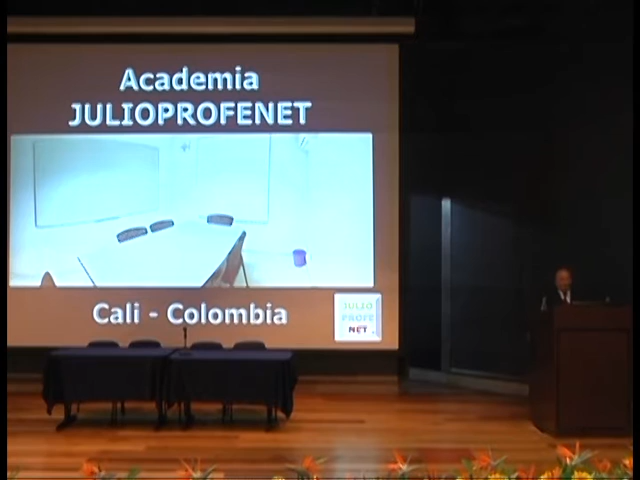 Academia
JULIOPROFENET
Cali - Colombia
JULIO
PROFE
NET